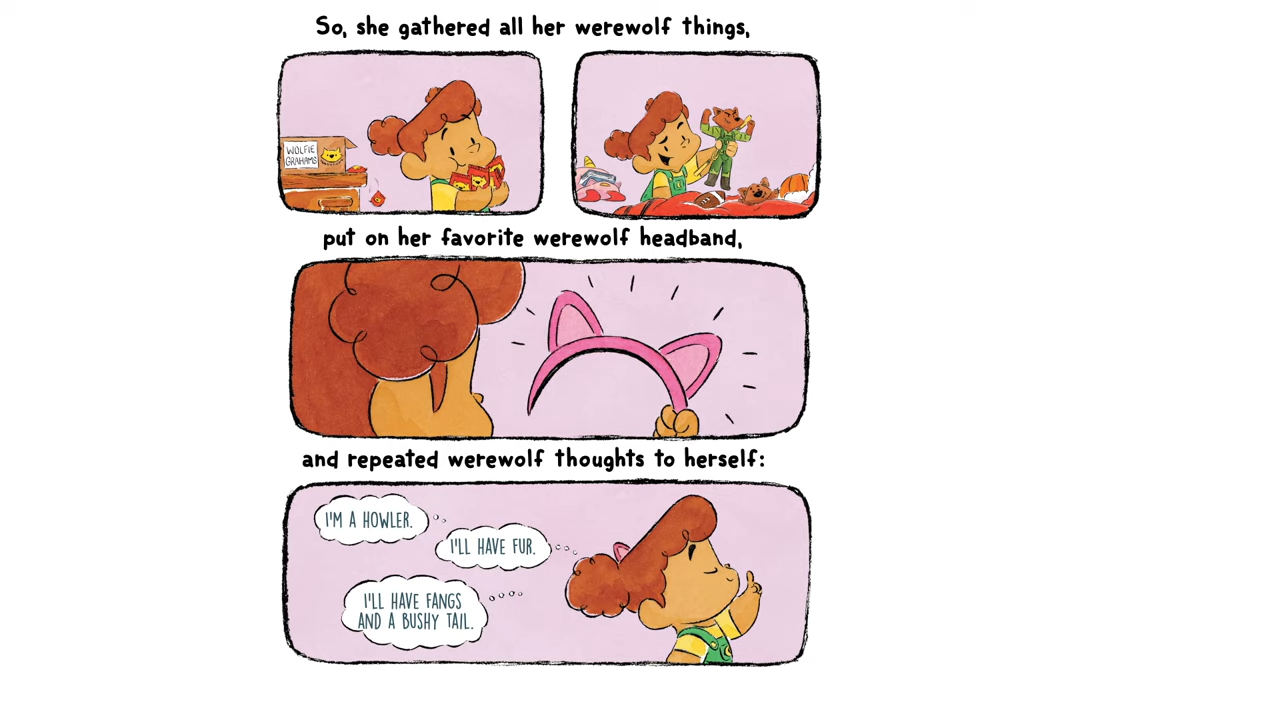 So, she gathered all her werewolf things,
WOLFIE
GRAHAMS
put on her favorite werewolf headband,
and repeated werewolf thoughts to herself:
I'M A HOWLER.
I'LL HAVE FUR.
I'LL HAVE FANGS
AND A BUSHY TAIL.